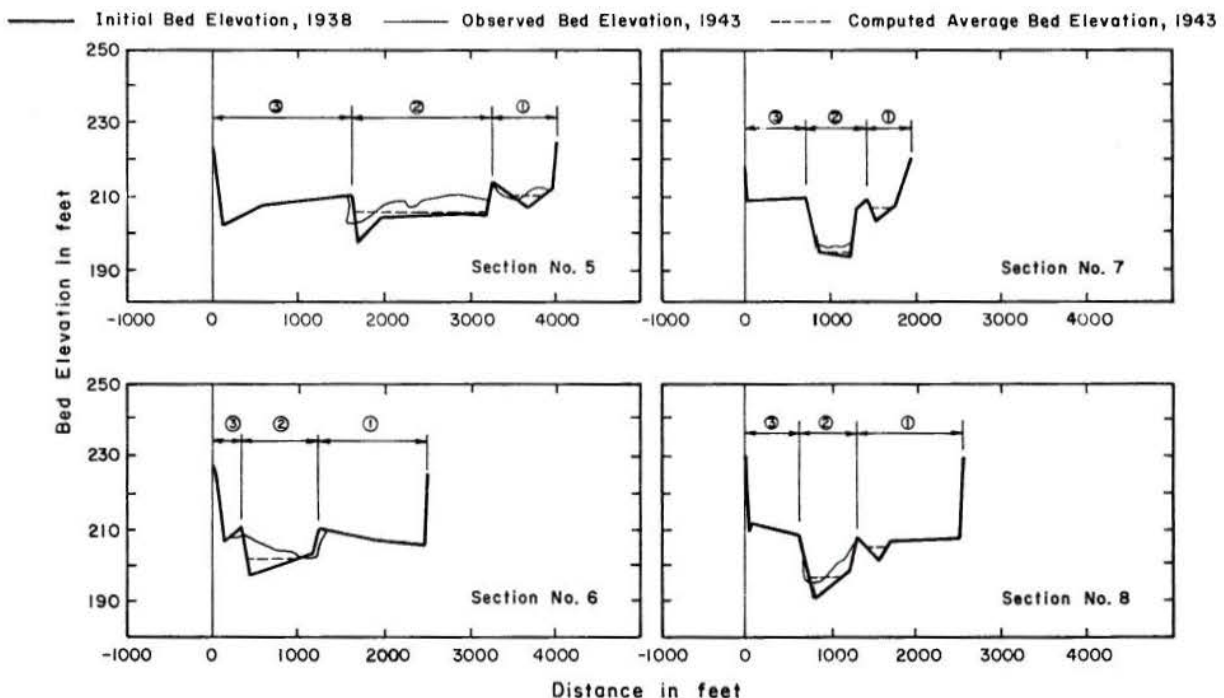 Initial Bed Elevation, 1938 Observed Bed Elevation, 1943 Computed Average Bed Elevation, 1943
Bed Elevation in feet
250
230
210
190
③ ② ①
Section No. 5
-1000 0 1000 2000 3000 4000
③ ② ①
Section No. 7
-1000 0 1000 2000 3000 4000
250
230
210
190
③ ② ①
Section No. 6
-1000 0 1000 2000 3000 4000
③ ② ①
Section No. 8
-1000 0 1000 2000 3000 4000
Distance in feet